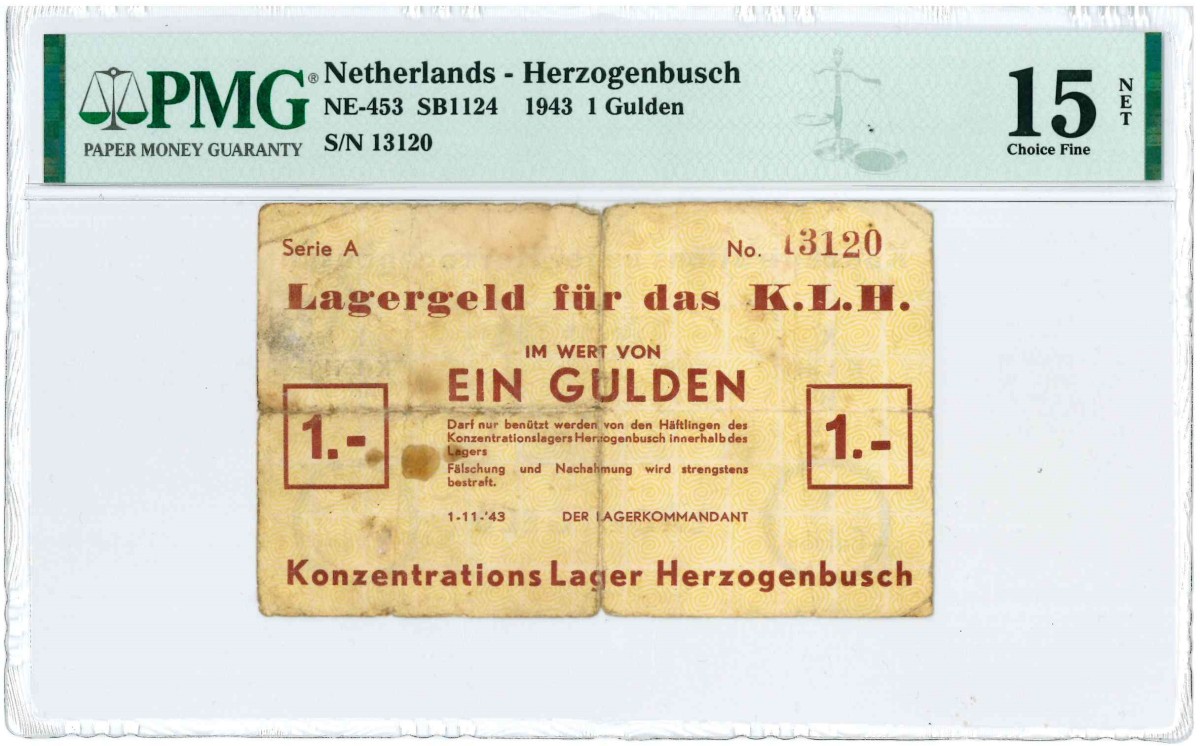 PMG®
PAPER MONEY GUARANTY
Netherlands - Herzogenbusch
NE-453 SB1124 1943 1 Gulden
S/N 13120
15
NET
Choice Fine
Serie A
No. 13120
Lagergeld für das K.L.H.
IM WERT VON
EIN GULDEN
1.-
1.-
Darf nur benützt werden von den Häftlingen des
Konzentrationslagers Herzogenbusch innerhalb des
Lagers
Fälschung und Nachahmung wird strengstens
bestraft.
1-11-'43 DER LAGERKOMMANDANT
KonzentrationsLager Herzogenbusch